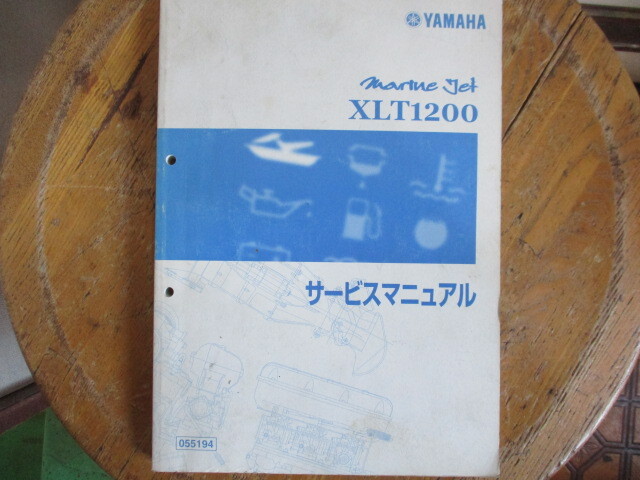 YAMAHA
Marine Jet
XLT1200
サービスマニュアル
055194